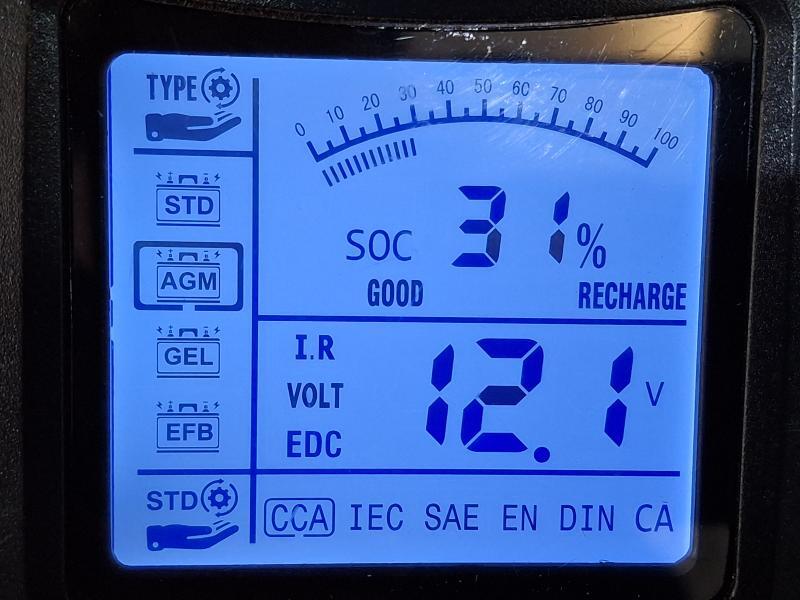 TYPE
0 10 20 30 40 50 60 70 80 90 100
STD
AGM
GEL
EFB
SOC 31%
GOOD RECHARGE
I.R
VOLT
EDC
12.1 V
STD
CCA IEC SAE EN DIN CA